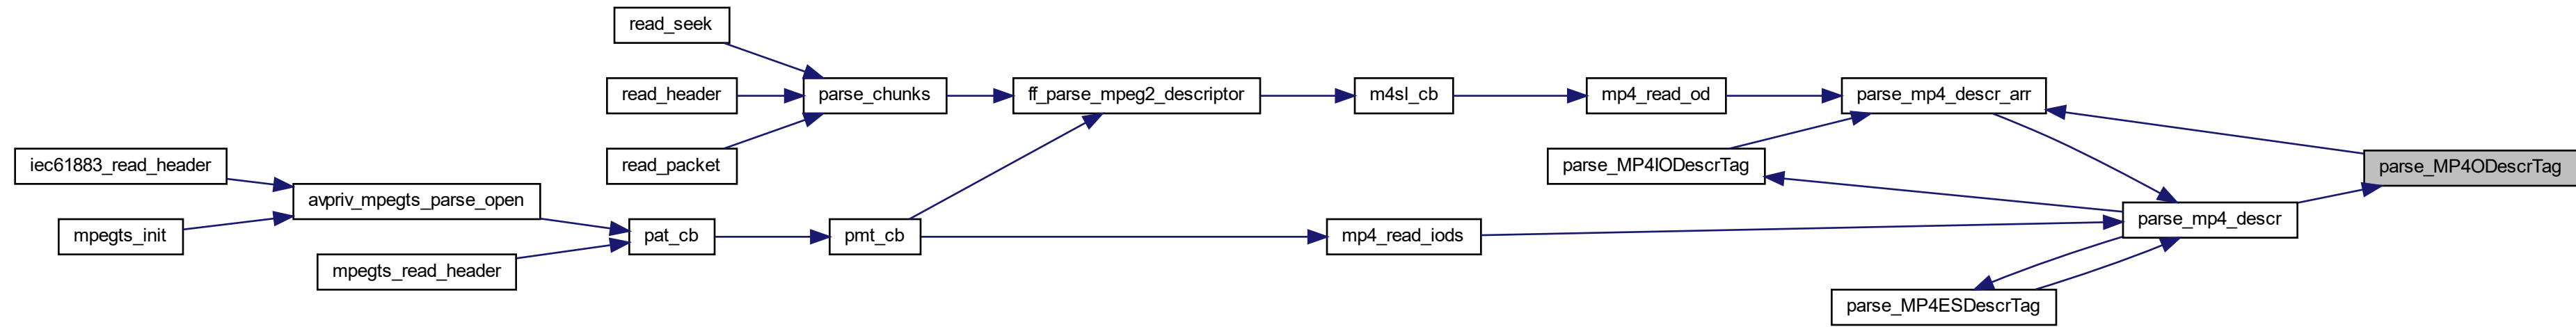 read_seek
read_header
parse_chunks
ff_parse_mpeg2_descriptor
m4sl_cb
mp4_read_od
parse_mp4_descr_arr
iec61883_read_header
read_packet
parse_MP4IODescrTag
parse_MP4ODescrTag
avpriv_mpegts_parse_open
mpegts_init
pat_cb
pmt_cb
mp4_read_iods
parse_mp4_descr
mpegts_read_header
parse_MP4ESDescrTag